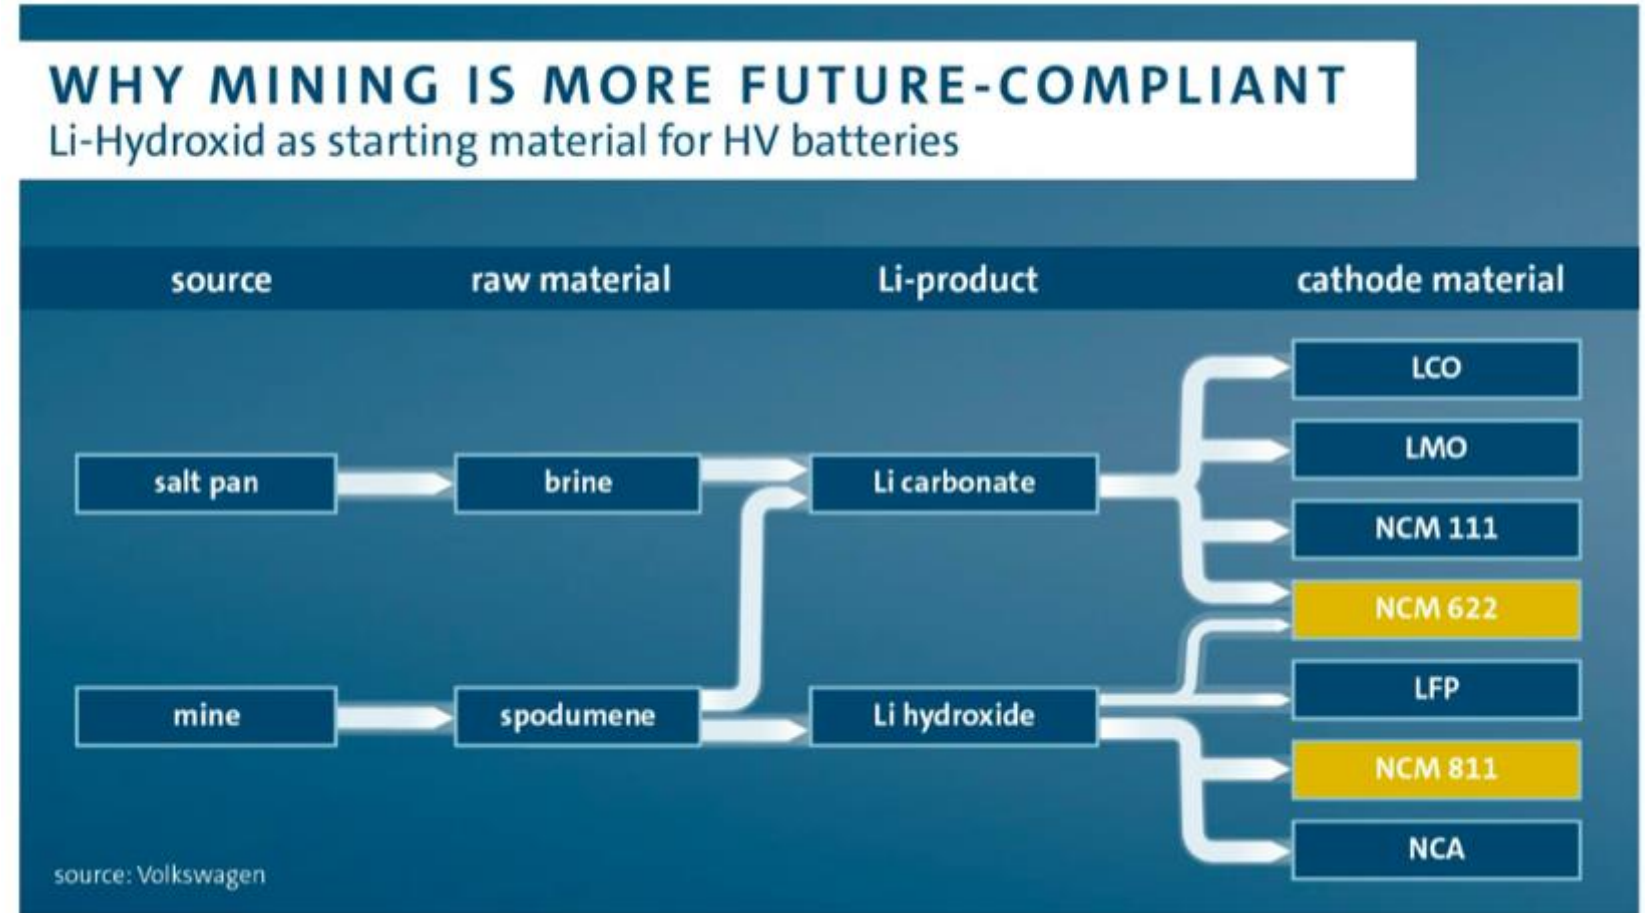 WHY MINING IS MORE FUTURE-COMPLIANT
Li-Hydroxid as starting material for HV batteries
source
raw material
Li-product
cathode material
LCO
LMO
salt pan
brine
Li carbonate
NCM 111
NCM 622
LFP
mine
spodumene
Li hydroxide
NCM 811
NCA
source: Volkswagen